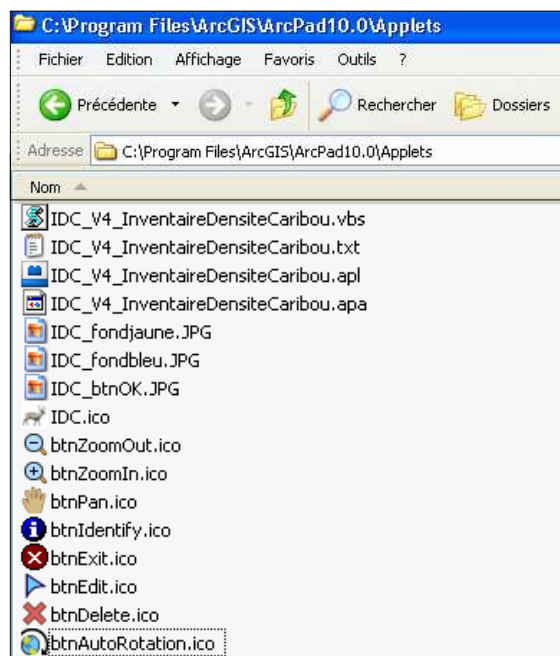 C:\Program Files\ArcGIS\ArcPad10.0\Applets
Fichier Edition Affichage Favoris Outils ?
Précédente Rechercher Dossiers
Adresse C:\Program Files\ArcGIS\ArcPad10.0\Applets
Nom
IDC_V4_InventaireDensiteCaribou.vbs
IDC_V4_InventaireDensiteCaribou.txt
IDC_V4_InventaireDensiteCaribou.apl
IDC_V4_InventaireDensiteCaribou.apa
IDC_fondjaune.JPG
IDC_fondbleu.JPG
IDC_btnOK.JPG
IDC.ico
btnZoomOut.ico
btnZoomIn.ico
btnPan.ico
btnIdentify.ico
btnExit.ico
btnEdit.ico
btnDelete.ico
btnAutoRotation.ico